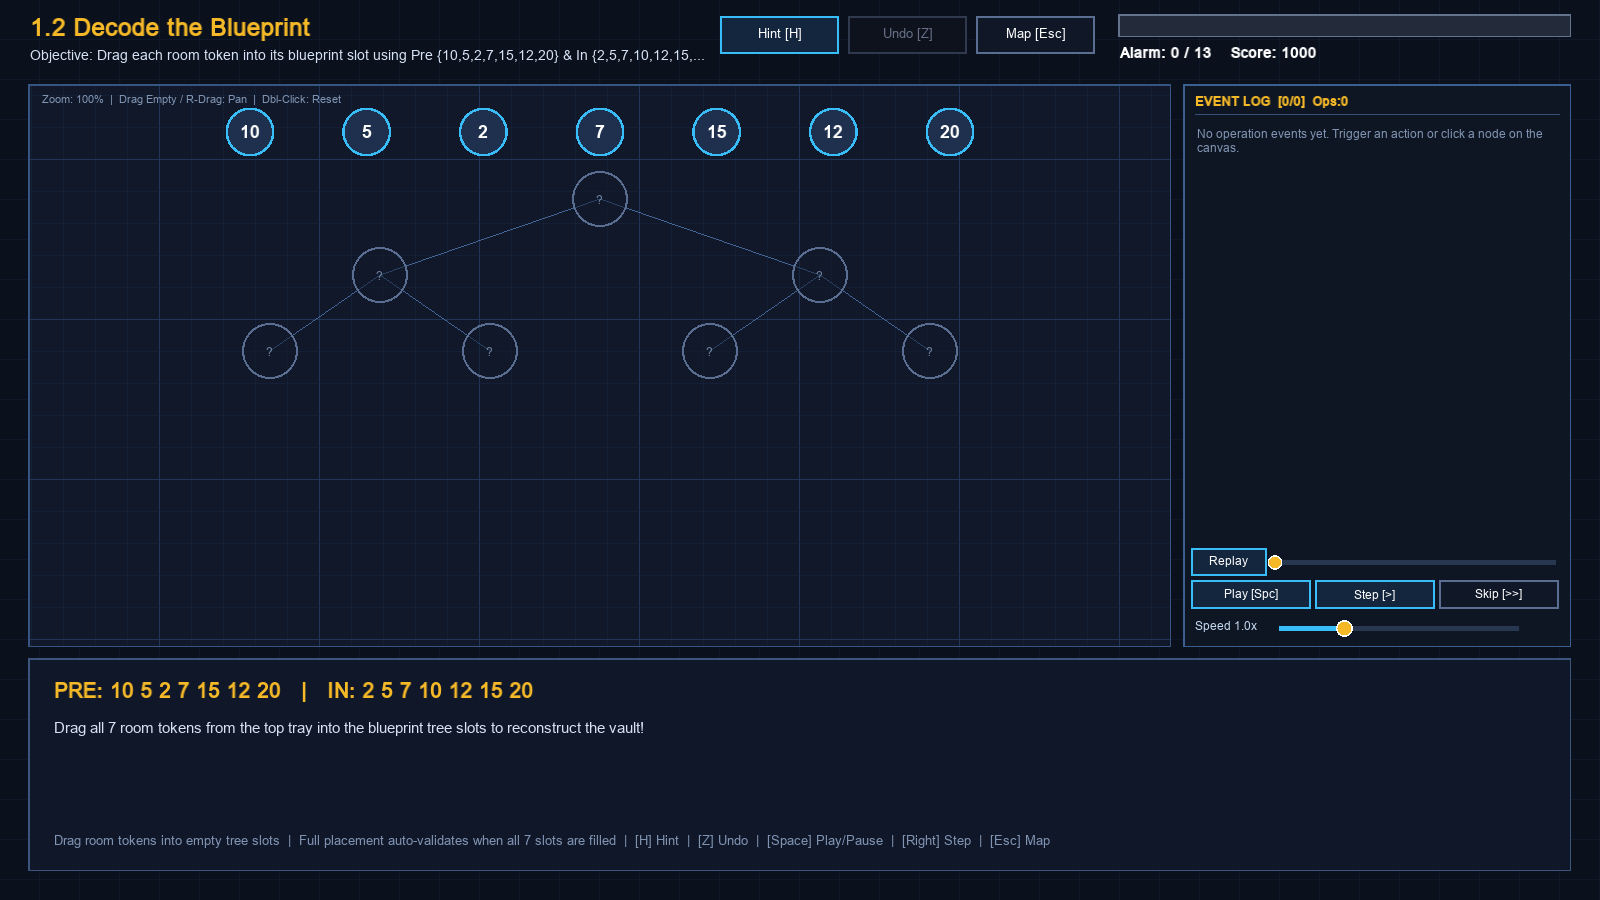 1.2 Decode the Blueprint
Objective: Drag each room token into its blueprint slot using Pre {10,5,2,7,15,12,20} & In {2,5,7,10,12,15,...
Hint [H]
Undo [Z]
Map [Esc]
Alarm: 0 / 13 Score: 1000
Zoom: 100% | Drag Empty / R-Drag: Pan | Dbl-Click: Reset
10 5 2 7 15 12 20
?
? ?
? ? ? ?
EVENT LOG [0/0] Ops:0
No operation events yet. Trigger an action or click a node on the
canvas.
Replay
Play [Spc] Step [>] Skip [>>]
Speed 1.0x
PRE: 10 5 2 7 15 12 20 | IN: 2 5 7 10 12 15 20
Drag all 7 room tokens from the top tray into the blueprint tree slots to reconstruct the vault!
Drag room tokens into empty tree slots | Full placement auto-validates when all 7 slots are filled | [H] Hint | [Z] Undo | [Space] Play/Pause | [Right] Step | [Esc] Map